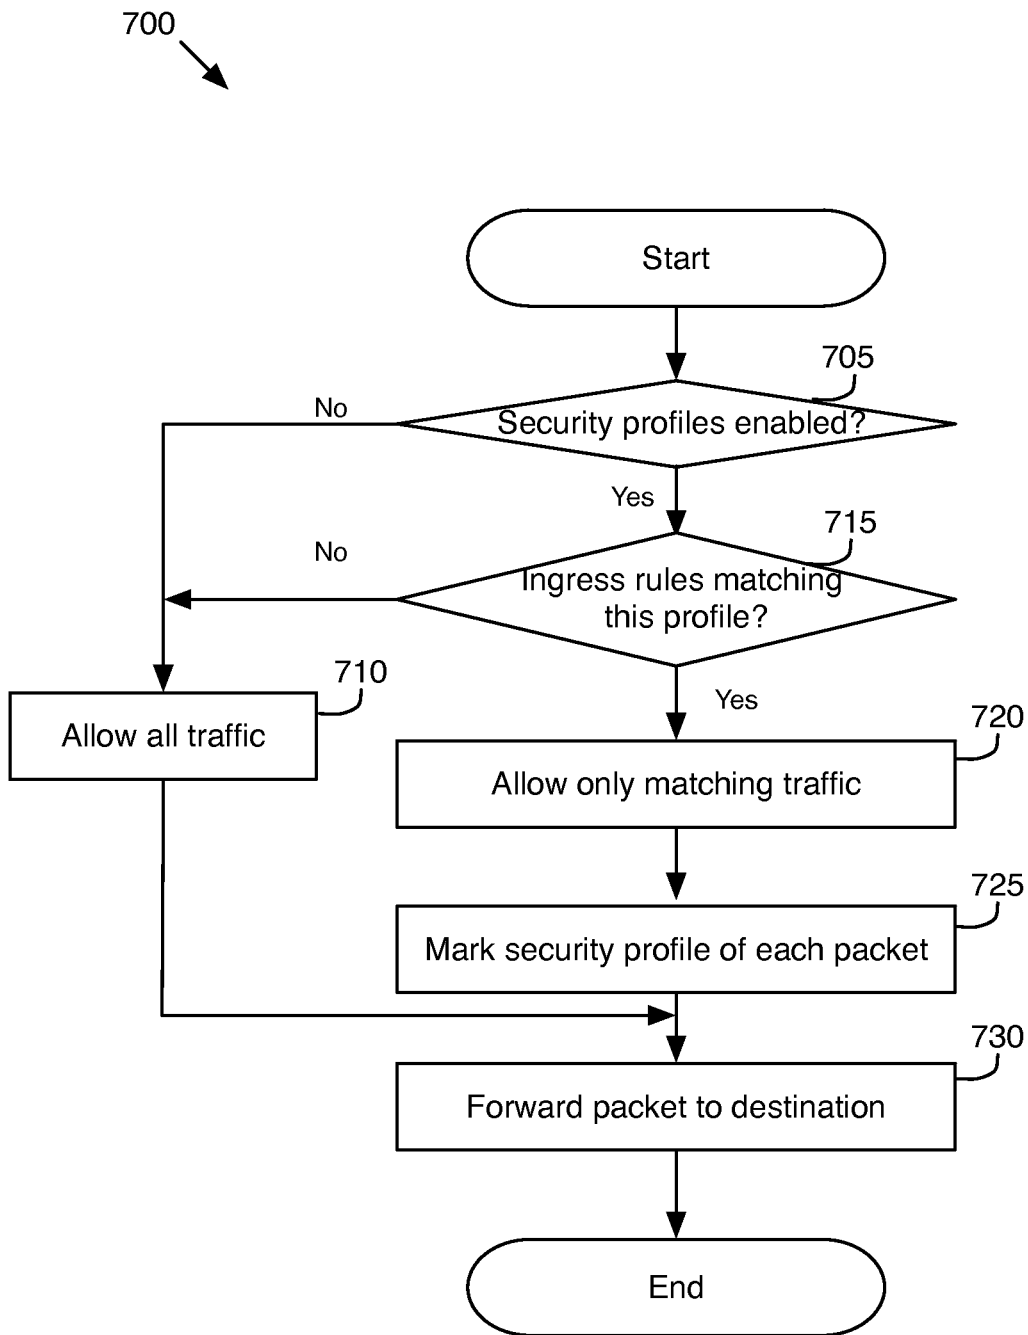 700
Start
705
Security profiles enabled?
No
Yes
715
No
Ingress rules matching
this profile?
710
Yes
Allow all traffic
720
Allow only matching traffic
725
Mark security profile of each packet
730
Forward packet to destination
End